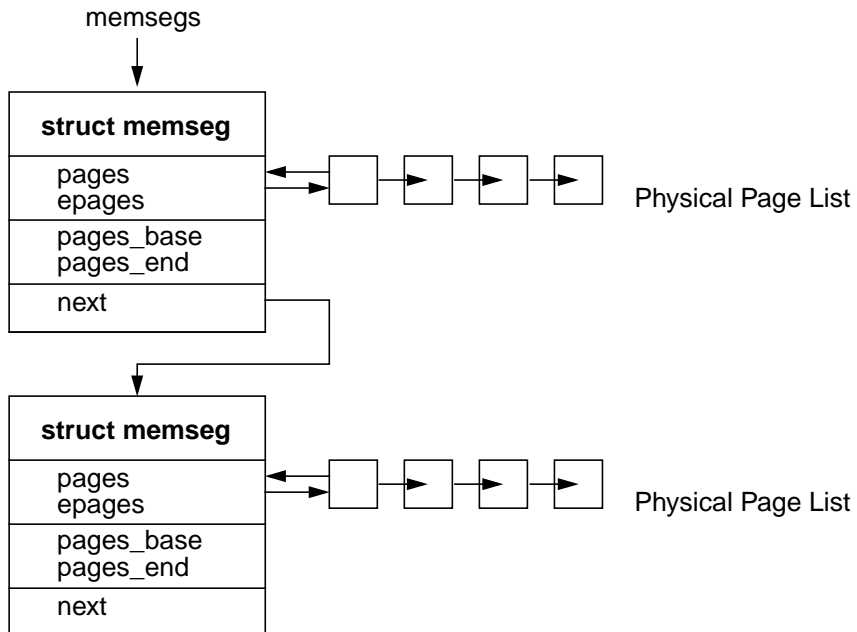 memsegs
struct memseg
pages
epages
Physical Page List
pages_base
pages_end
next
struct memseg
pages
epages
Physical Page List
pages_base
pages_end
next